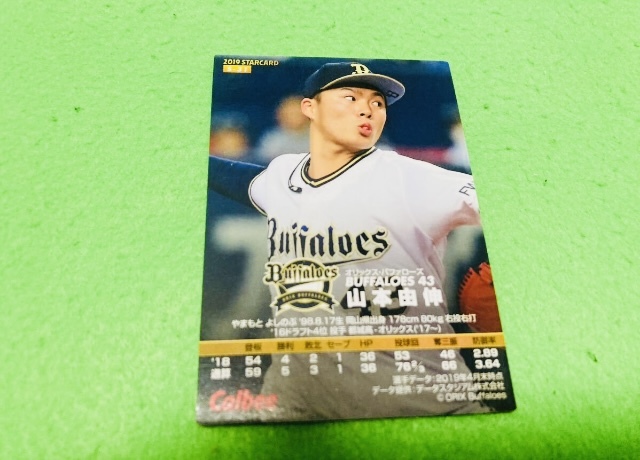 2019 STARCARD
Buffaloes
Buffaloes
ORIX BUFFALOES
オリックス・バファローズ
BUFFALOES 43
山本由伸
やまもと よしのぶ '98.8.17生 岡山県出身 178cm 80kg 右投右打
'16ドラフト4位 投手 都城高-オリックス('17〜)
登板 勝利 敗北 セーブ HP 投球回 奪三振 防御率
'18 54 4 2 1 36 53 46 2.89
通算 59 5 3 1 36 76⅔ 66 3.64
選手データ:2019年4月末時点
データ提供:データスタジアム株式会社
© ORIX Buffaloes
Calbee